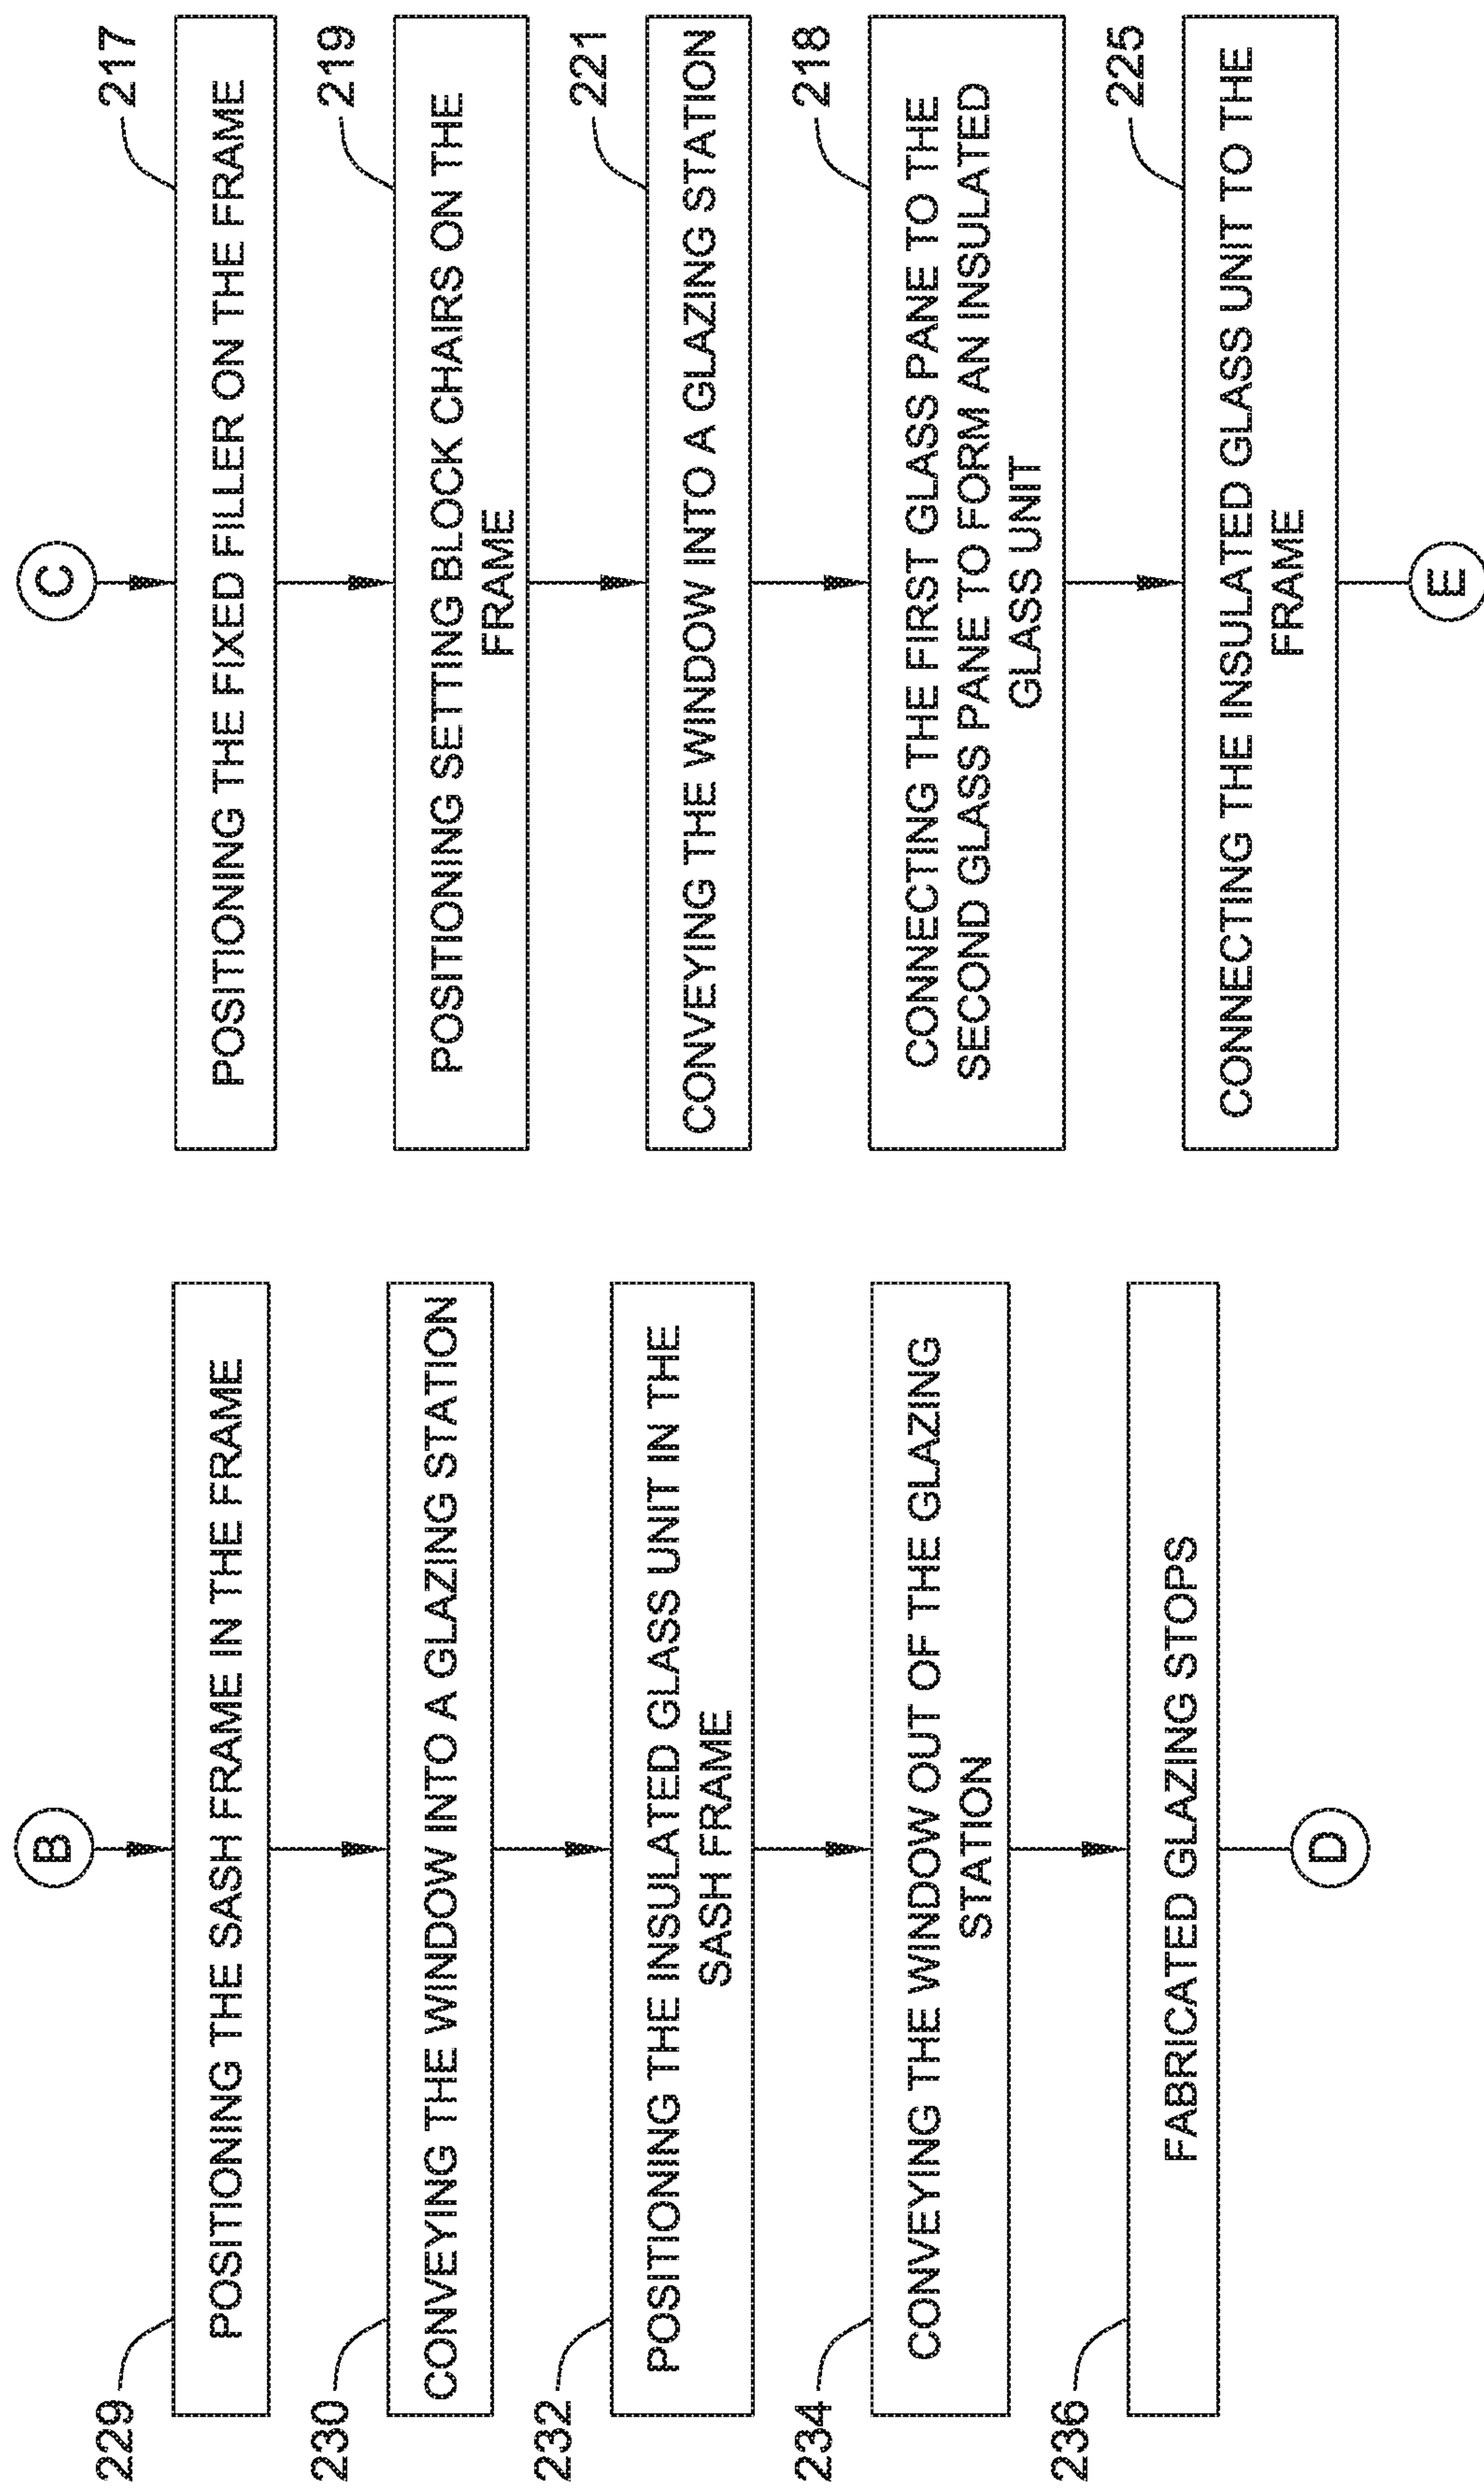 B
229
POSITIONING THE SASH FRAME IN THE FRAME
230
CONVEYING THE WINDOW INTO A GLAZING STATION
232
POSITIONING THE INSULATED GLASS UNIT IN THE
SASH FRAME
234
CONVEYING THE WINDOW OUT OF THE GLAZING
STATION
236
FABRICATED GLAZING STOPS
D
C
217
POSITIONING THE FIXED FILLER ON THE FRAME
219
POSITIONING SETTING BLOCK CHAIRS ON THE
FRAME
221
CONVEYING THE WINDOW INTO A GLAZING STATION
218
CONNECTING THE FIRST GLASS PANE TO THE
SECOND GLASS PANE TO FORM AN INSULATED
GLASS UNIT
225
CONNECTING THE INSULATED GLASS UNIT TO THE
FRAME
E